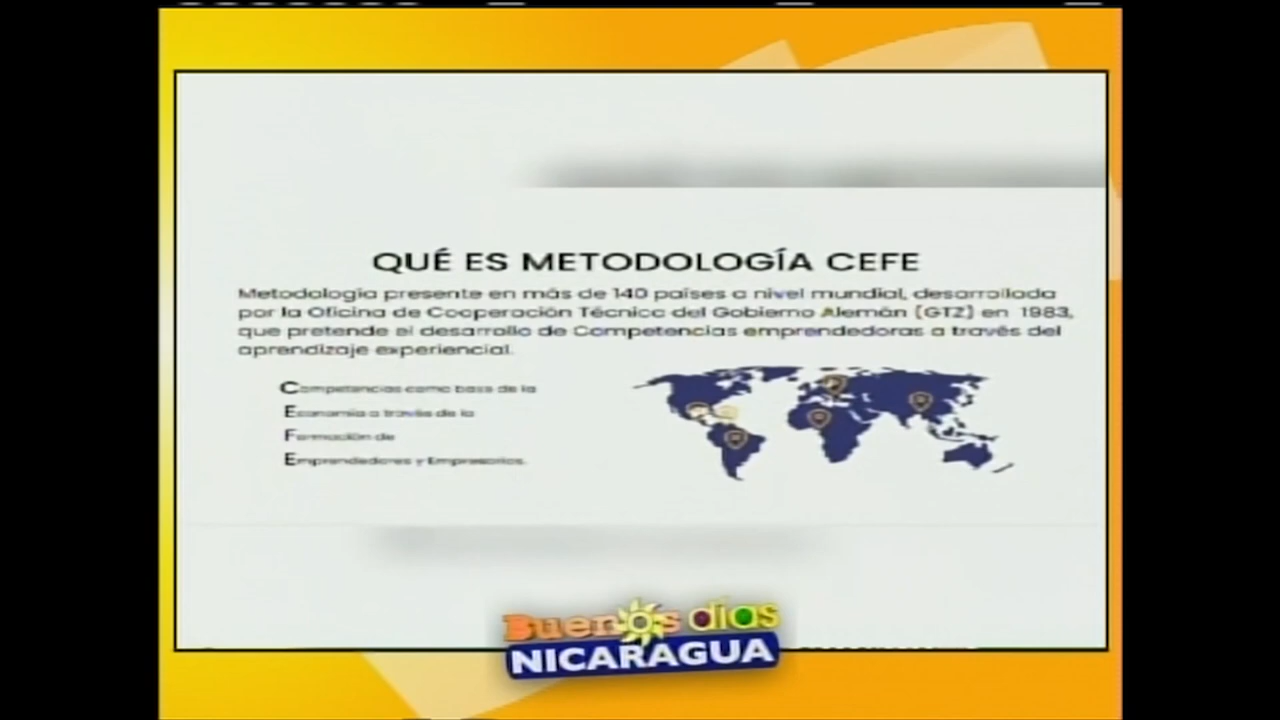 QUÉ ES METODOLOGÍA CEFE
Metodología presente en más de 140 países a nivel mundial, desarrollada
por la Oficina de Cooperación Técnica del Gobierno Alemán (GTZ) en 1983,
que pretende el desarrollo de Competencias emprendedoras a través del
aprendizaje experiencial.
Competencias como base de la
Economía a través de la
Formación de
Emprendedores y Empresarios.
Buenos días
NICARAGUA